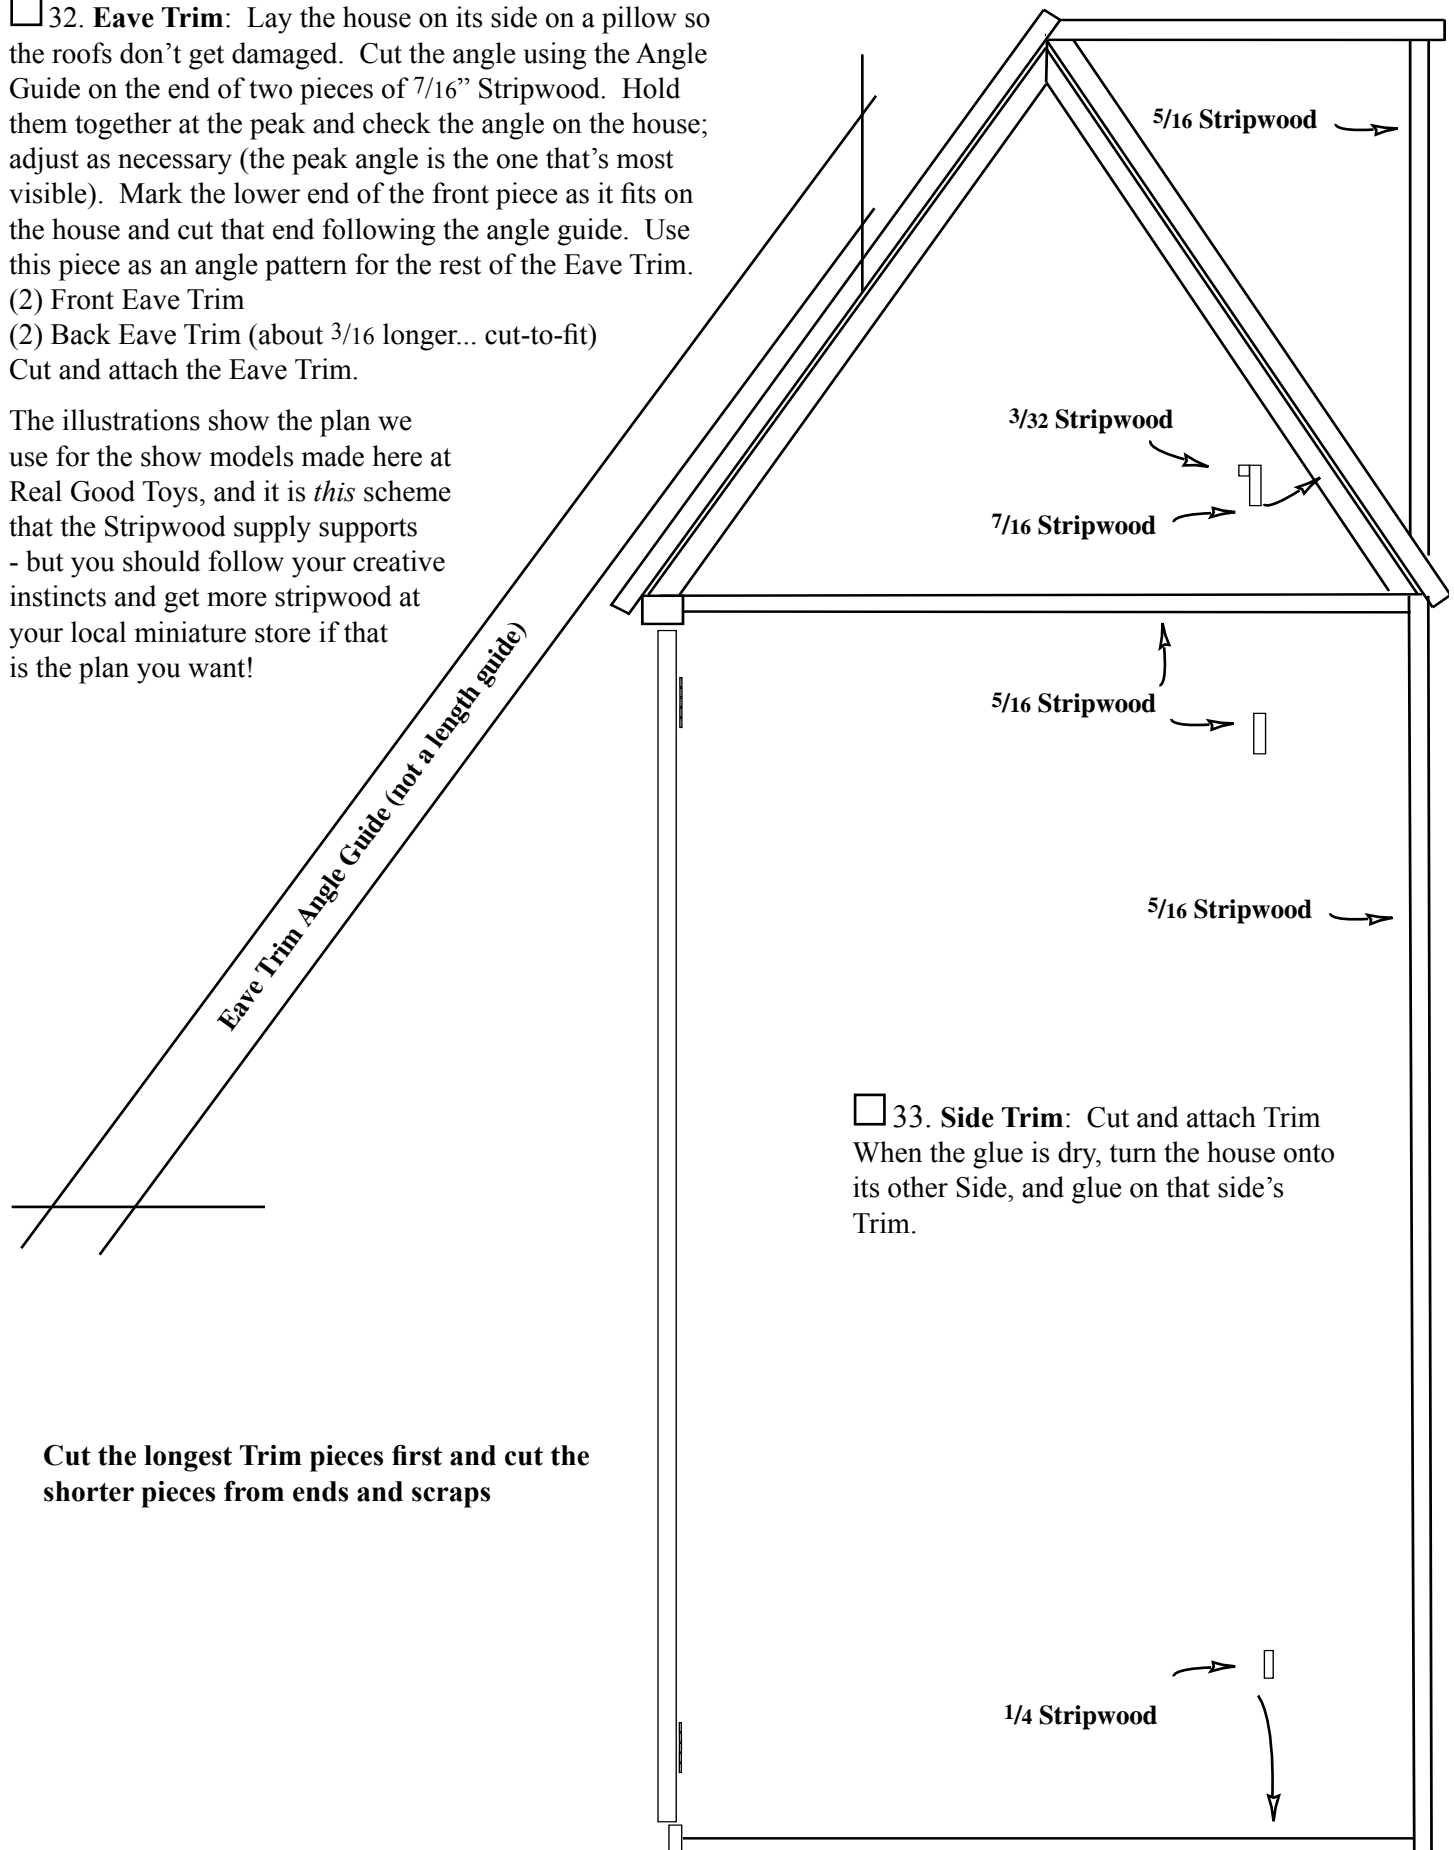 32. Eave Trim:  Lay the house on its side on a pillow so
the roofs don’t get damaged.  Cut the angle using the Angle
Guide on the end of two pieces of 7/16” Stripwood.  Hold
them together at the peak and check the angle on the house;
adjust as necessary (the peak angle is the one that’s most
visible).  Mark the lower end of the front piece as it fits on
the house and cut that end following the angle guide.  Use
this piece as an angle pattern for the rest of the Eave Trim.
(2) Front Eave Trim
(2) Back Eave Trim (about 3/16 longer... cut-to-fit)
Cut and attach the Eave Trim.
The illustrations show the plan we
use for the show models made here at
Real Good Toys, and it is this scheme
that the Stripwood supply supports
- but you should follow your creative
instincts and get more stripwood at
your local miniature store if that
is the plan you want!
5/16 Stripwood
3/32 Stripwood
7/16 Stripwood
5/16 Stripwood
Eave Trim Angle Guide (not a length guide)
5/16 Stripwood
33. Side Trim:  Cut and attach Trim
When the glue is dry, turn the house onto
its other Side, and glue on that side’s
Trim.
Cut the longest Trim pieces first and cut the
shorter pieces from ends and scraps
1/4 Stripwood